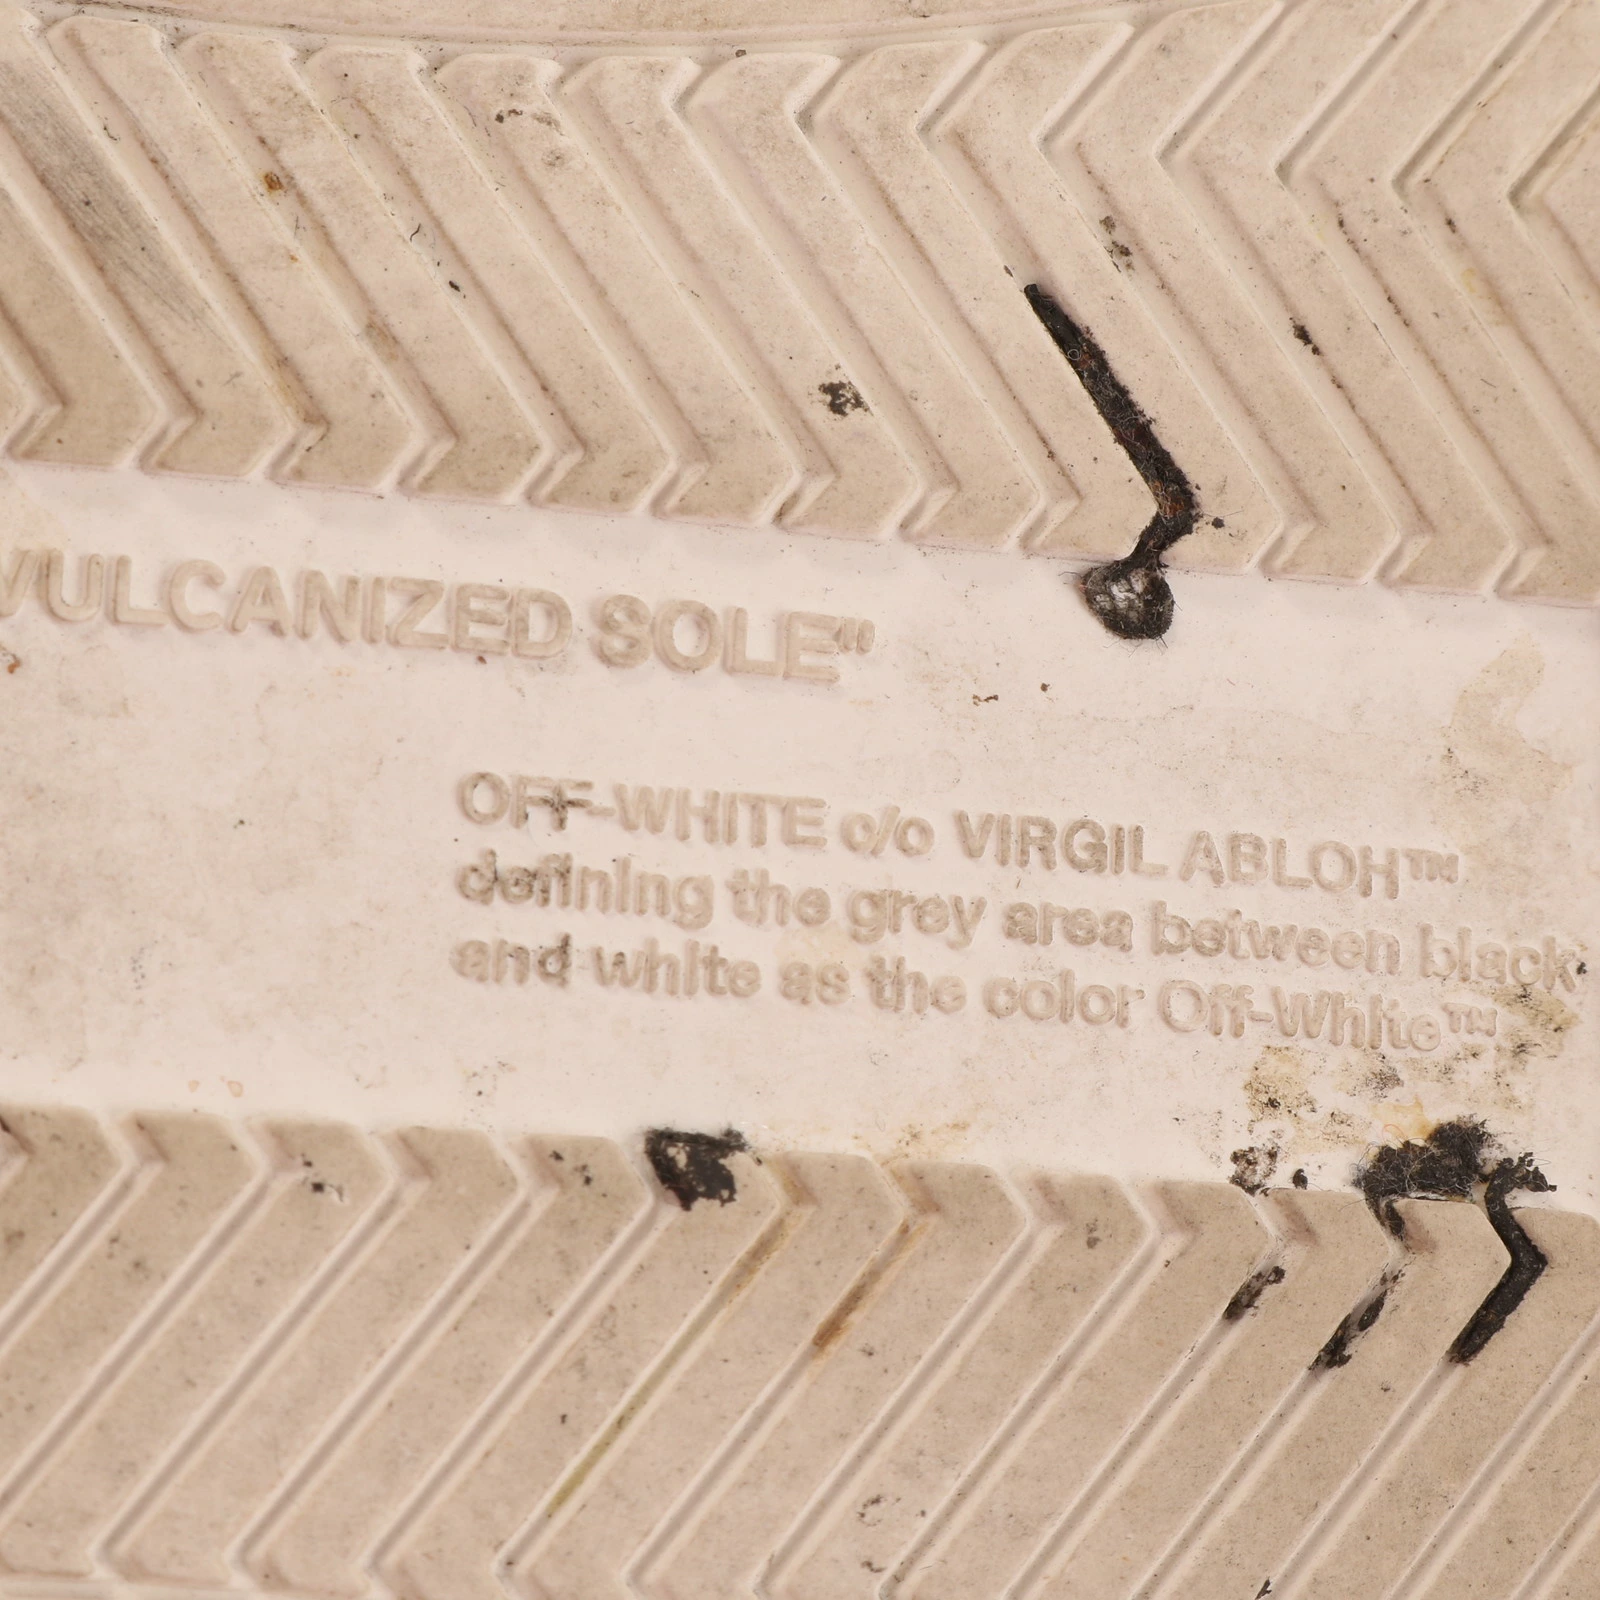 VULCANIZED SOLE"
OFF-WHITE c/o VIRGIL ABLOH™
defining the grey area between black
and white as the color Off-White™